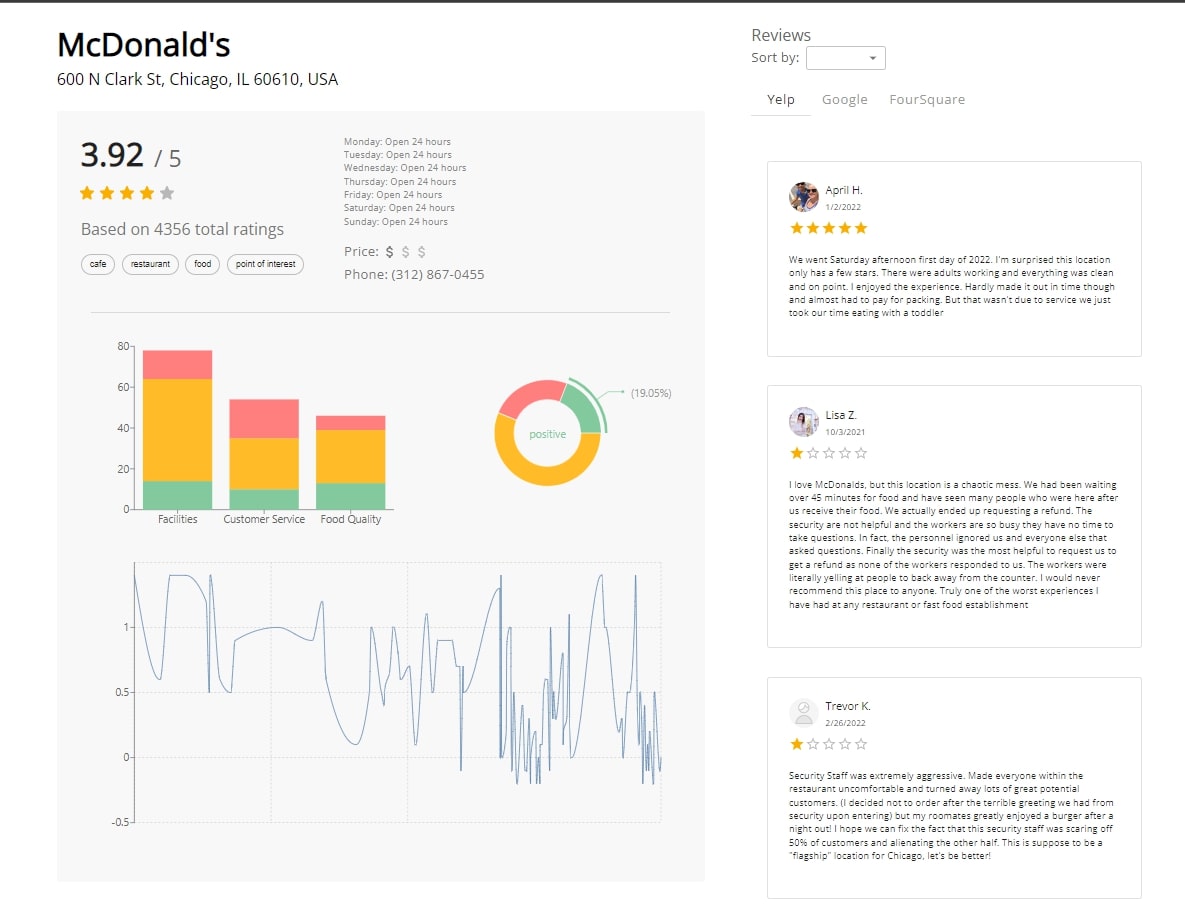 McDonald's
600 N Clark St, Chicago, IL 60610, USA
3.92 / 5
Based on 4356 total ratings
cafe
restaurant
food
point of interest
Monday: Open 24 hours
Tuesday: Open 24 hours
Wednesday: Open 24 hours
Thursday: Open 24 hours
Friday: Open 24 hours
Saturday: Open 24 hours
Sunday: Open 24 hours
Price: $ $ $
Phone: (312) 867-0455
80
60
40
20
0
Facilities
Customer Service
Food Quality
positive
(19.05%)
1
0.5
0
-0.5
Reviews
Sort by:
Yelp
Google
FourSquare
April H.
1/2/2022
We went Saturday afternoon first day of 2022. I'm surprised this location
only has a few stars. There were adults working and everything was clean
and on point. I enjoyed the experience. Hardly made it out in time though
and almost had to pay for packing. But that wasn't due to service we just
took our time eating with a toddler
Lisa Z.
10/3/2021
I love McDonalds, but this location is a chaotic mess. We had been waiting
over 45 minutes for food and have seen many people who were here after
us receive their food. We actually ended up requesting a refund. The
security are not helpful and the workers are so busy they have no time to
take questions. In fact, the personnel ignored us and everyone else that
asked questions. Finally the security was the most helpful to request us to
get a refund as none of the workers responded to us. The workers were
literally yelling at people to back away from the counter. I would never
recommend this place to anyone. Truly one of the worst experiences I
have had at any restaurant or fast food establishment
Trevor K.
2/26/2022
Security Staff was extremely aggressive. Made everyone within the
restaurant uncomfortable and turned away lots of great potential
customers. (I decided not to order after the terrible greeting we had from
security upon entering) but my roomates greatly enjoyed a burger after a
night out! I hope we can fix the fact that this security staff was scaring off
50% of customers and alienating the other half. This is suppose to be a
"flagship" location for Chicago, let's be better!